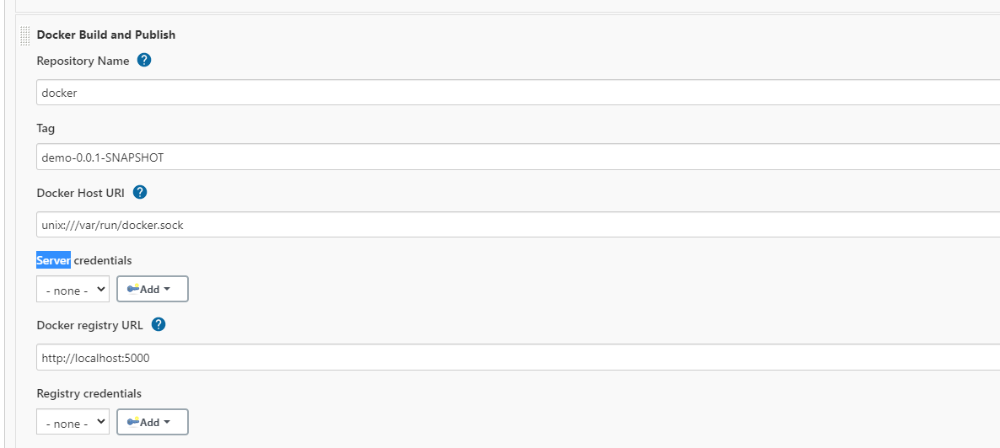 Docker Build and Publish
Repository Name ?
docker
Tag
demo-0.0.1-SNAPSHOT
Docker Host URI ?
unix:///var/run/docker.sock
Server credentials
- none - Add
Docker registry URL ?
http://localhost:5000
Registry credentials
- none - Add